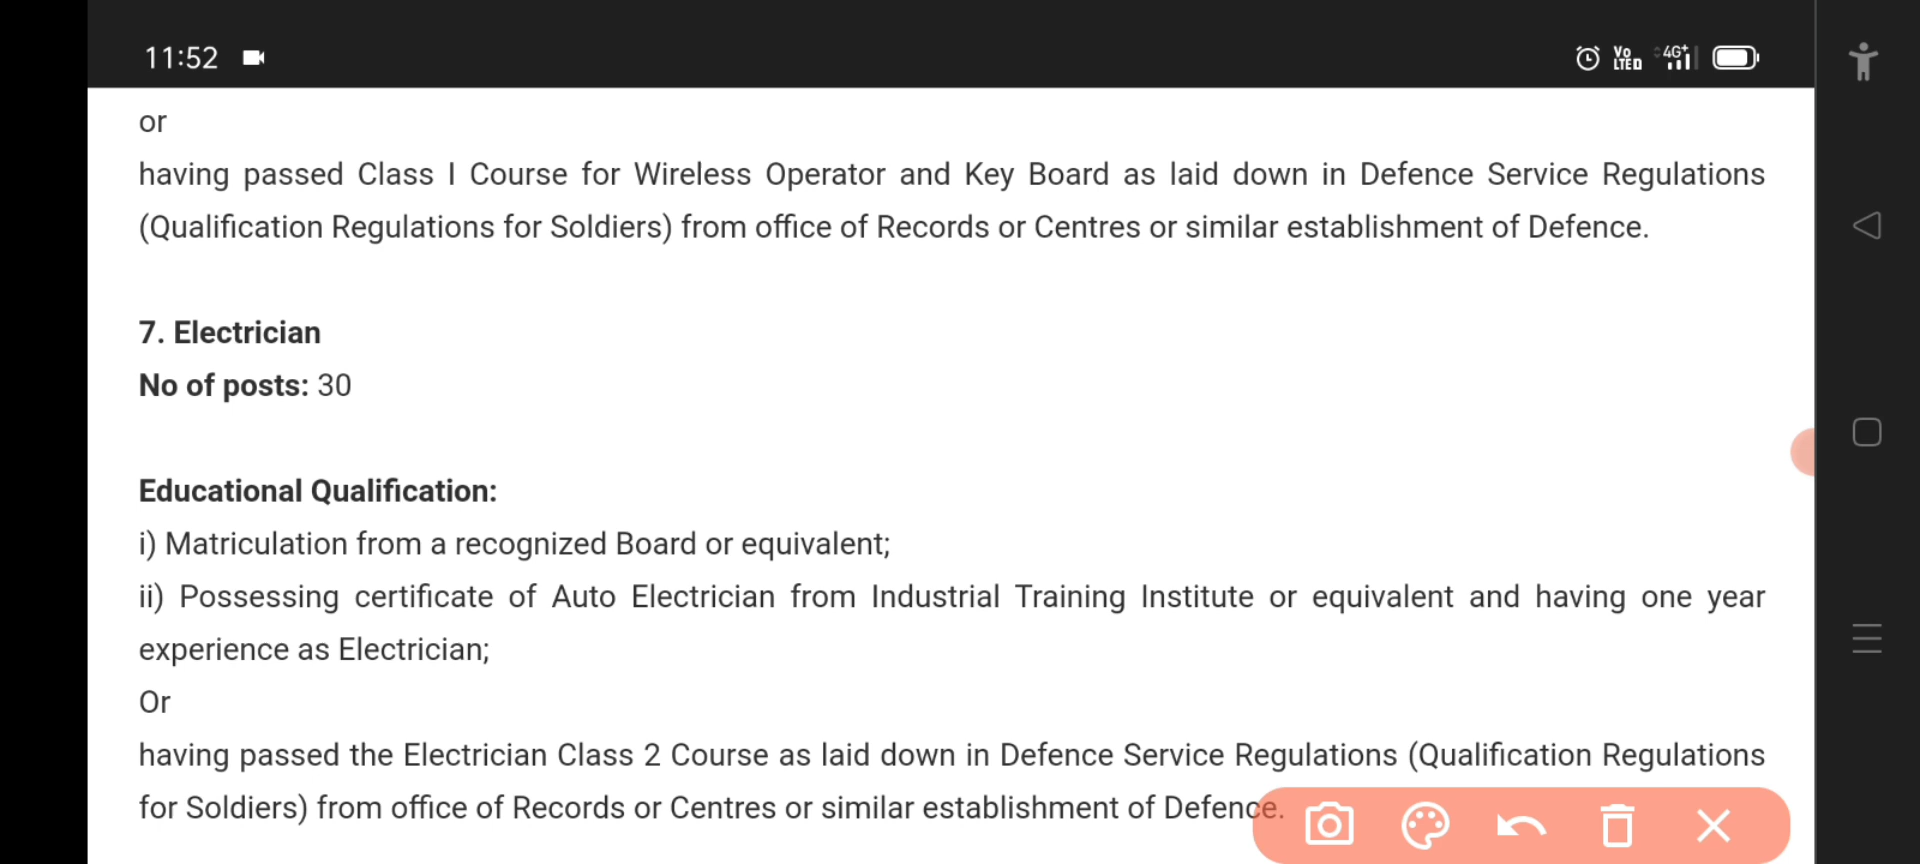 11:52
Vo LTE 4G+
or
having passed Class I Course for Wireless Operator and Key Board as laid down in Defence Service Regulations
(Qualification Regulations for Soldiers) from office of Records or Centres or similar establishment of Defence.
7. Electrician
No of posts: 30
Educational Qualification:
i) Matriculation from a recognized Board or equivalent;
ii) Possessing certificate of Auto Electrician from Industrial Training Institute or equivalent and having one year
experience as Electrician;
Or
having passed the Electrician Class 2 Course as laid down in Defence Service Regulations (Qualification Regulations
for Soldiers) from office of Records or Centres or similar establishment of Defence.